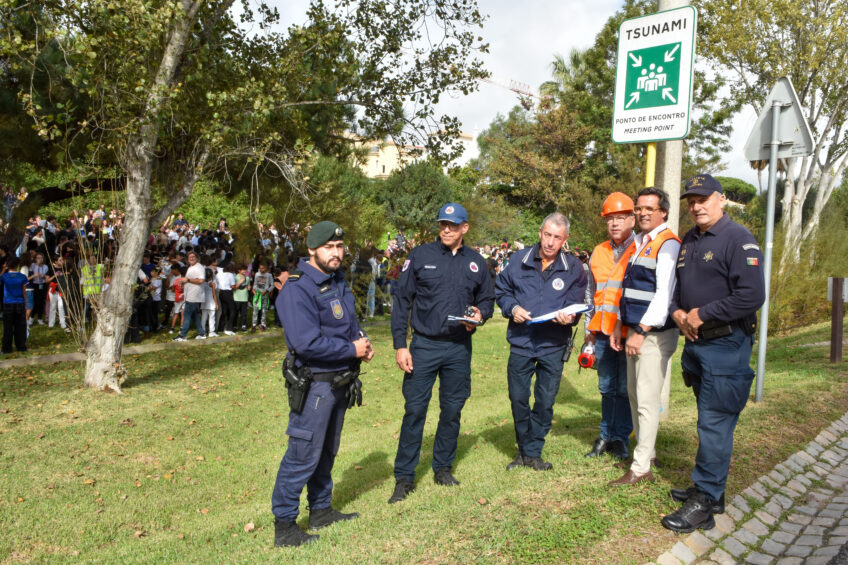 TSUNAMI
PONTO DE ENCONTRO
MEETING POINT